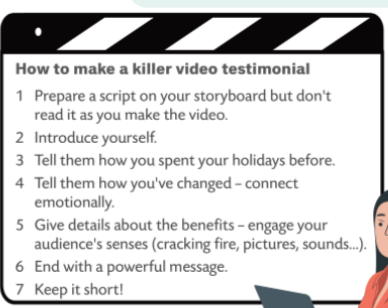 How to make a killer video testimonial
1 Prepare a script on your storyboard but don't
read it as you make the video.
2 Introduce yourself.
3 Tell them how you spent your holidays before.
4 Tell them how you've changed – connect
emotionally.
5 Give details about the benefits – engage your
audience's senses (cracking fire, pictures, sounds...).
6 End with a powerful message.
7 Keep it short!